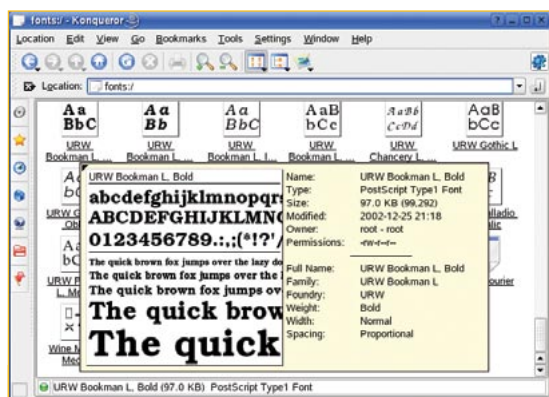 fonts:/ - Konqueror
Location Edit View Go Bookmarks Tools Settings Window Help
Location: fonts:/
Aa BbC Aa Bb Aa BbC AaB bCc AaBb CcDd AaB bCc
URW Bookman L, ... URW Bookman L, ... URW Bookman L, I... URW Bookman L, ... URW Chancery L, ... URW Gothic L
URW Bookman L, Bold
abcdefghijklmnopqr
ABCDEFGHIJKLMN
0123456789.:,;(*!?'/
The quick brown fox jumps over the lazy do
The quick brown fox jumps over the l
The quick brown fox jumps ov
The quick brow
The quick
Name: URW Bookman L, Bold
Type: PostScript Type1 Font
Size: 97.0 KB (99,292)
Modified: 2002-12-25 21:18
Owner: root - root
Permissions: -rw-r--r--
Full Name: URW Bookman L, Bold
Family: URW Bookman L
Foundry: URW
Weight: Bold
Width: Normal
Spacing: Proportional
URW Bookman L, Bold (97.0 KB) PostScript Type1 Font